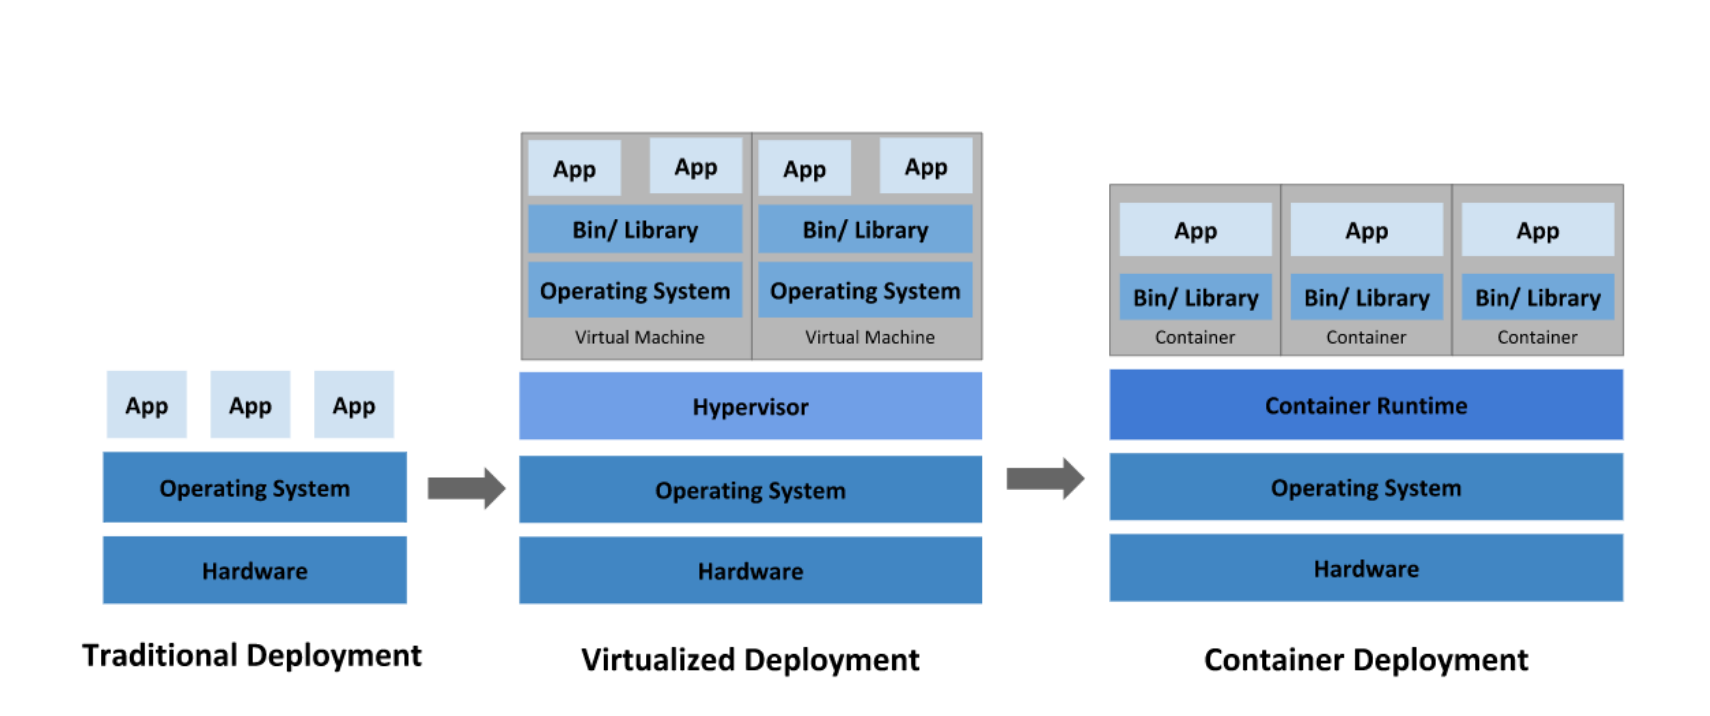 App
App
App
Operating System
Hardware
Traditional Deployment
App
App
App
App
Bin/ Library
Bin/ Library
Operating System
Operating System
Virtual Machine
Virtual Machine
Hypervisor
Operating System
Hardware
Virtualized Deployment
App
App
App
Bin/ Library
Bin/ Library
Bin/ Library
Container
Container
Container
Container Runtime
Operating System
Hardware
Container Deployment